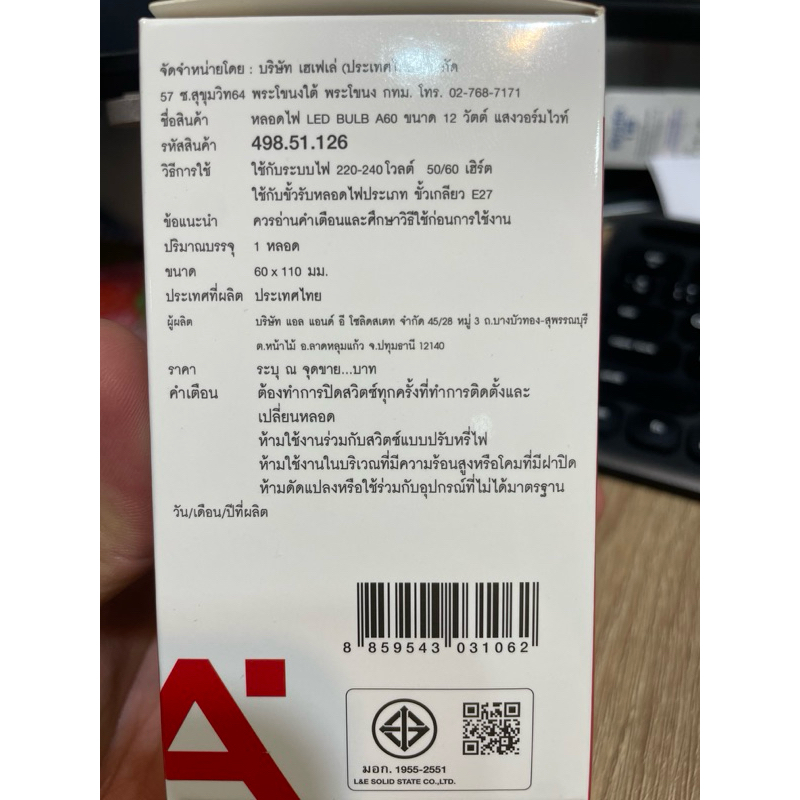 จัดจำหน่ายโดย : บริษัท เฮเฟเล่ (ประเทศ
57 ซ.สุขุมวิท64 พระโขนงใต้ พระโขนง กทม. โทร. 02-768-7171
ชื่อสินค้า หลอดไฟ LED BULB A60 ขนาด 12 วัตต์ แสงวอร์มไวท์
รหัสสินค้า 498.51.126
วิธีการใช้ ใช้กับระบบไฟ 220-240 โวลต์ 50/60 เฮิร์ต
ใช้กับขั้วรับหลอดไฟประเภท ขั้วเกลียว E27
ข้อแนะนำ ควรอ่านคำเตือนและศึกษาวิธีใช้ก่อนการใช้งาน
ปริมาณบรรจุ 1 หลอด
ขนาด 60 x 110 มม.
ประเทศที่ผลิต ประเทศไทย
ผู้ผลิต บริษัท แอล แอนด์ อี โซลิดสเตท จำกัด 45/28 หมู่ 3 ถ.บางบัวทอง-สุพรรณบุรี
ต.หน้าไม้ อ.ลาดหลุมแก้ว จ.ปทุมธานี 12140
ราคา ระบุ ณ จุดขาย...บาท
คำเตือน ต้องทำการปิดสวิตซ์ทุกครั้งที่ทำการติดตั้งและ
เปลี่ยนหลอด
ห้ามใช้งานร่วมกับสวิตซ์แบบปรับหรี่ไฟ
ห้ามใช้งานในบริเวณที่มีความร้อนสูงหรือโคมที่มีฝาปิด
ห้ามดัดแปลงหรือใช้ร่วมกับอุปกรณ์ที่ไม่ได้มาตรฐาน
วัน/เดือน/ปีที่ผลิต
8 859543 031062
มอก. 1955-2551
L&E SOLID STATE CO.,LTD.